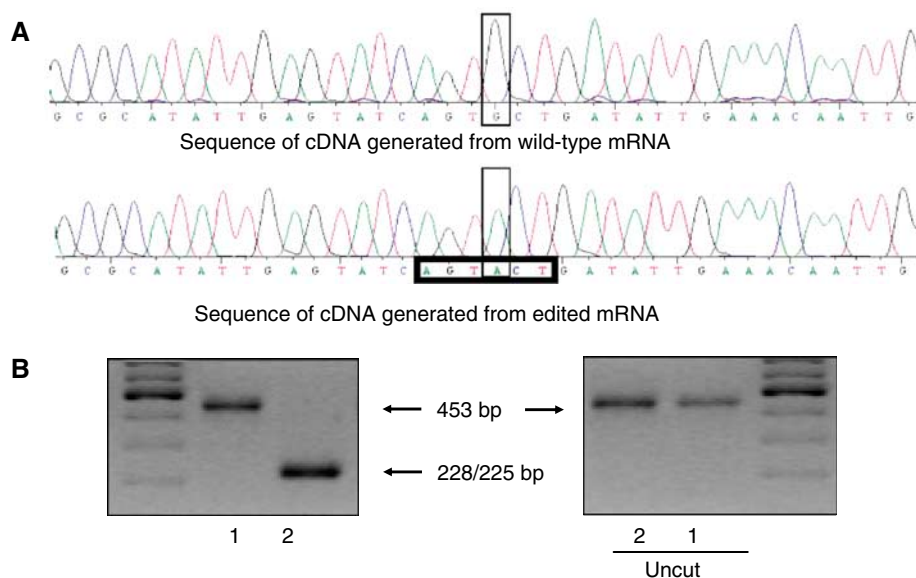 A
G C G C A T A T T G A G T A T C A G T G C T G A T A T T G A A A C A A T T G
Sequence of cDNA generated from wild-type mRNA
G C G C A T A T T G A G T A T C A G T A C T G A T A T T G A A A C A A T T G
Sequence of cDNA generated from edited mRNA
B
453 bp
228/225 bp
1 2
2 1
Uncut